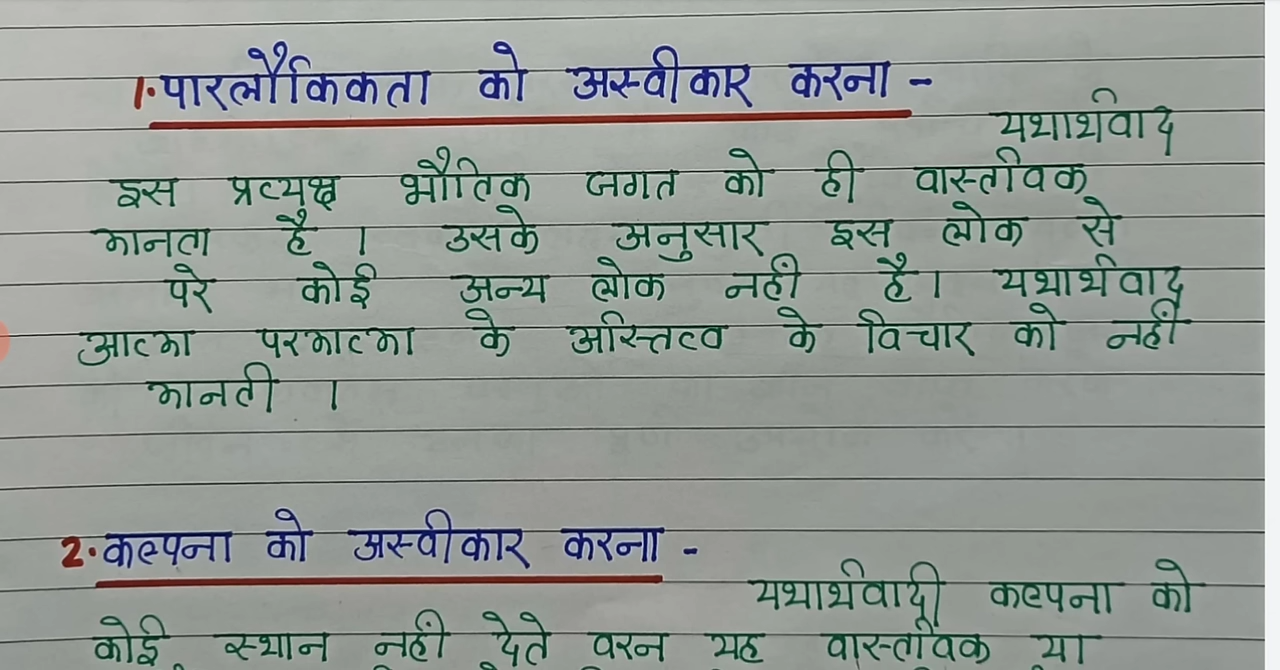 1. पारलौकिकता को अस्वीकार करना -
यथार्थवाद
इस प्रत्यक्ष भौतिक जगत को ही वास्तविक
मानता है । उसके अनुसार इस लोक से
परे कोई अन्य लोक नहीं है। यथार्थवाद
आत्मा परमात्मा के अस्तित्व के विचार को नहीं
मानती ।
2. कल्पना को अस्वीकार करना -
यथार्थवादी कल्पना को
कोई स्थान नहीं देते वरन यह वास्तविक या